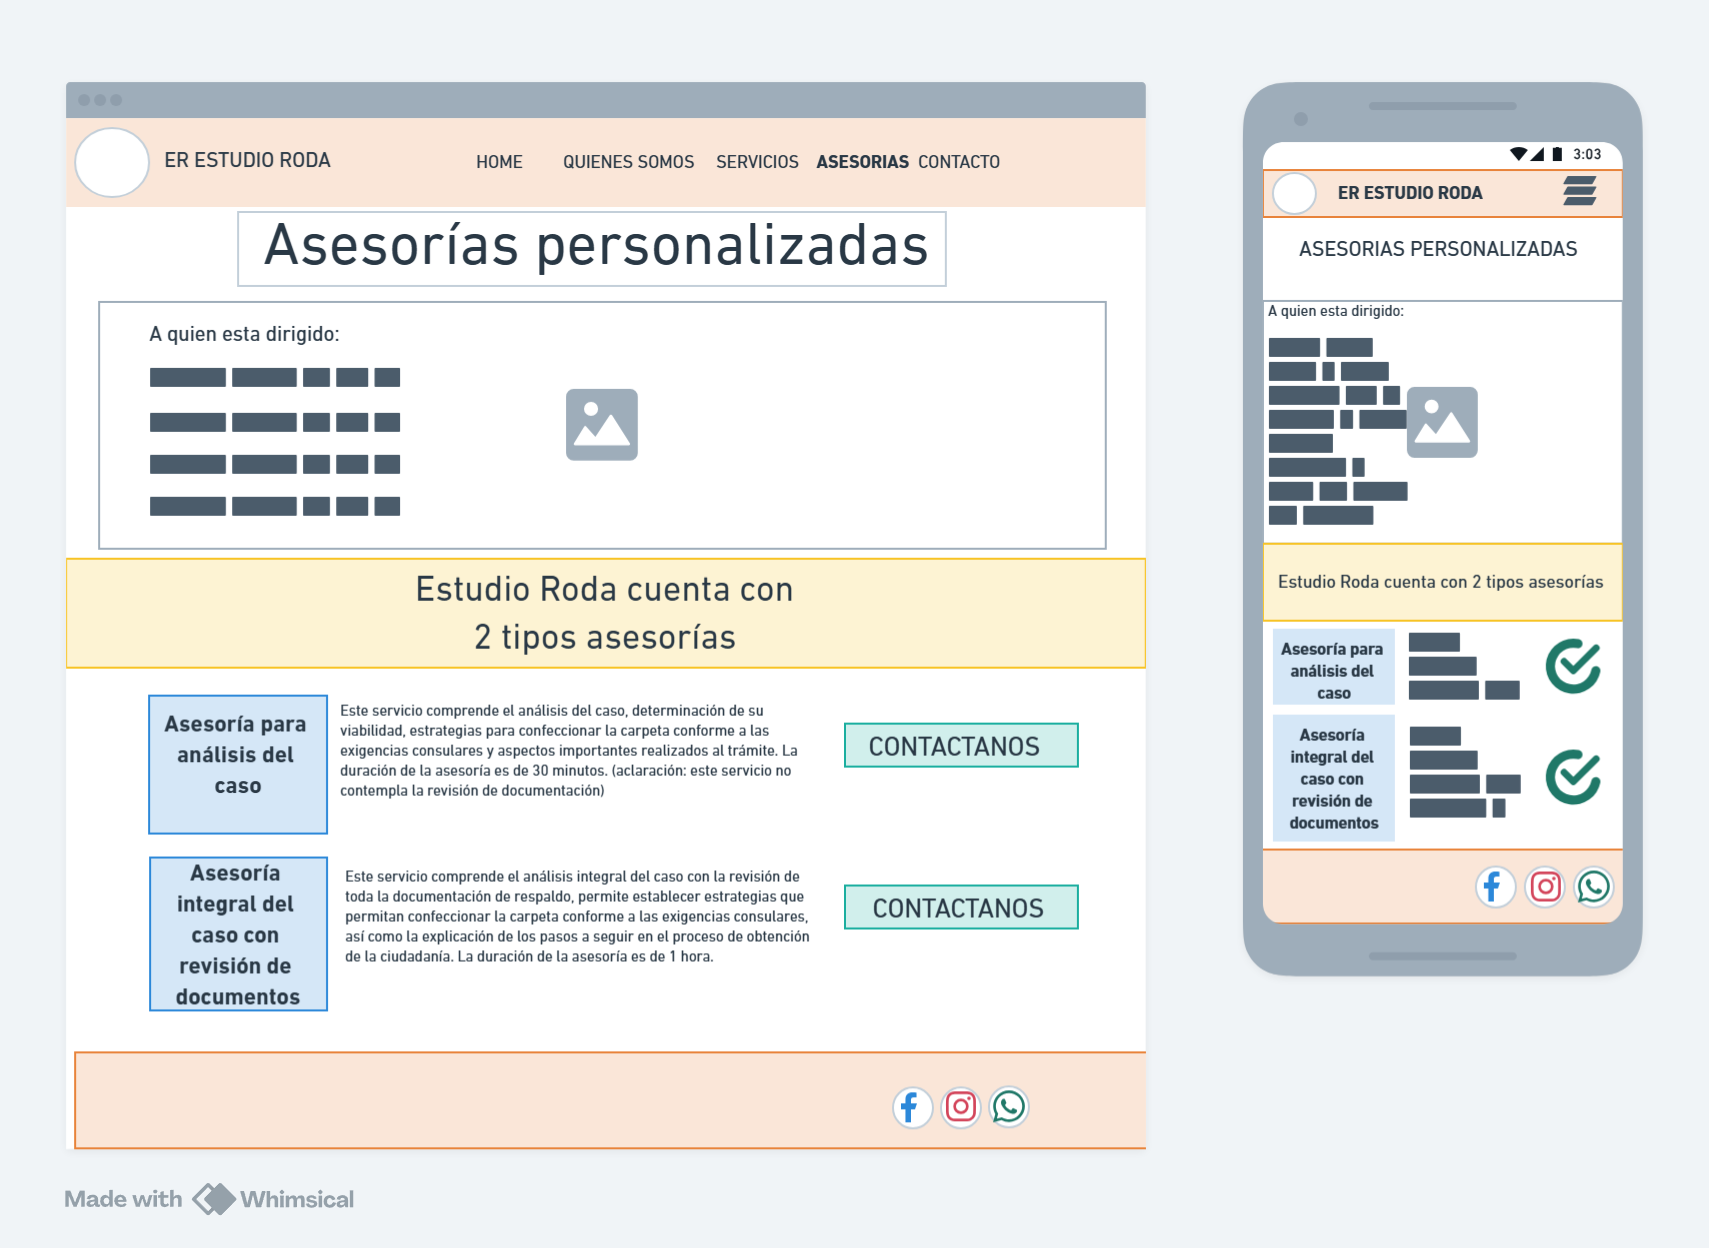 ER ESTUDIO RODA
HOME QUIENES SOMOS SERVICIOS ASESORIAS CONTACTO
Asesorías personalizadas
A quien esta dirigido:
Estudio Roda cuenta con
2 tipos asesorías
Asesoría para
análisis del
caso
Este servicio comprende el análisis del caso, determinación de su
viabilidad, estrategias para confeccionar la carpeta conforme a las
exigencias consulares y aspectos importantes realizados al trámite. La
duración de la asesoría es de 30 minutos. (aclaración: este servicio no
contempla la revisión de documentación)
CONTACTANOS
Asesoría
integral del
caso con
revisión de
documentos
Este servicio comprende el análisis integral del caso con la revisión de
toda la documentación de respaldo, permite establecer estrategias que
permitan confeccionar la carpeta conforme a las exigencias consulares,
así como la explicación de los pasos a seguir en el proceso de obtención
de la ciudadanía. La duración de la asesoría es de 1 hora.
CONTACTANOS
3:03
ER ESTUDIO RODA
ASESORIAS PERSONALIZADAS
A quien esta dirigido:
Estudio Roda cuenta con 2 tipos asesorías
Asesoría para
análisis del
caso
Asesoría
integral del
caso con
revisión de
documentos
Made with Whimsical